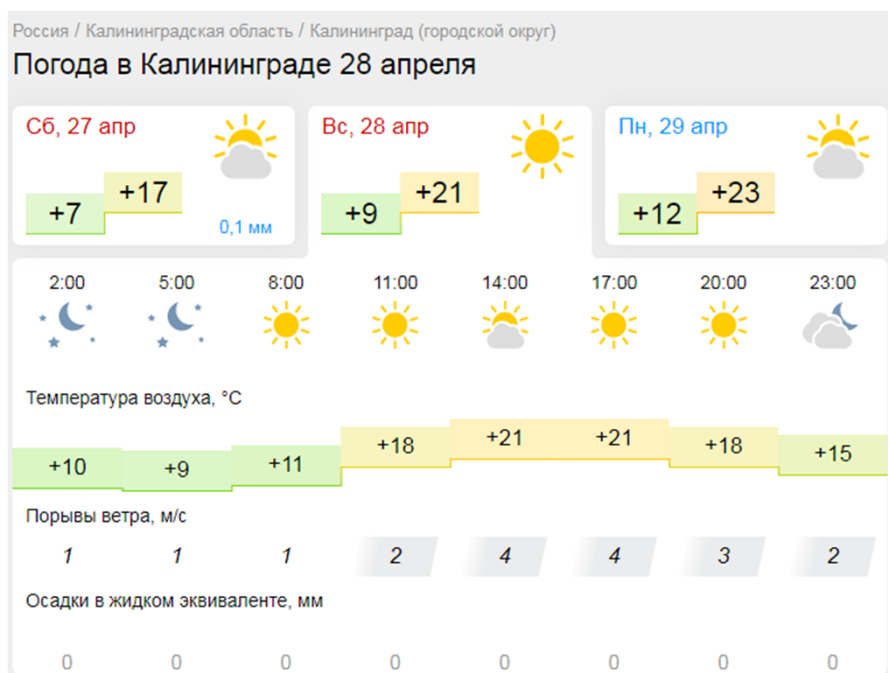 Россия / Калининградская область / Калининград (городской округ)
Погода в Калининграде 28 апреля
Сб, 27 апр
+7
+17
0,1 мм
Вс, 28 апр
+9
+21
Пн, 29 апр
+12
+23
2:00 5:00 8:00 11:00 14:00 17:00 20:00 23:00
Температура воздуха, °C
+10 +9 +11 +18 +21 +21 +18 +15
Порывы ветра, м/с
1 1 1 2 4 4 3 2
Осадки в жидком эквиваленте, мм
0 0 0 0 0 0 0 0